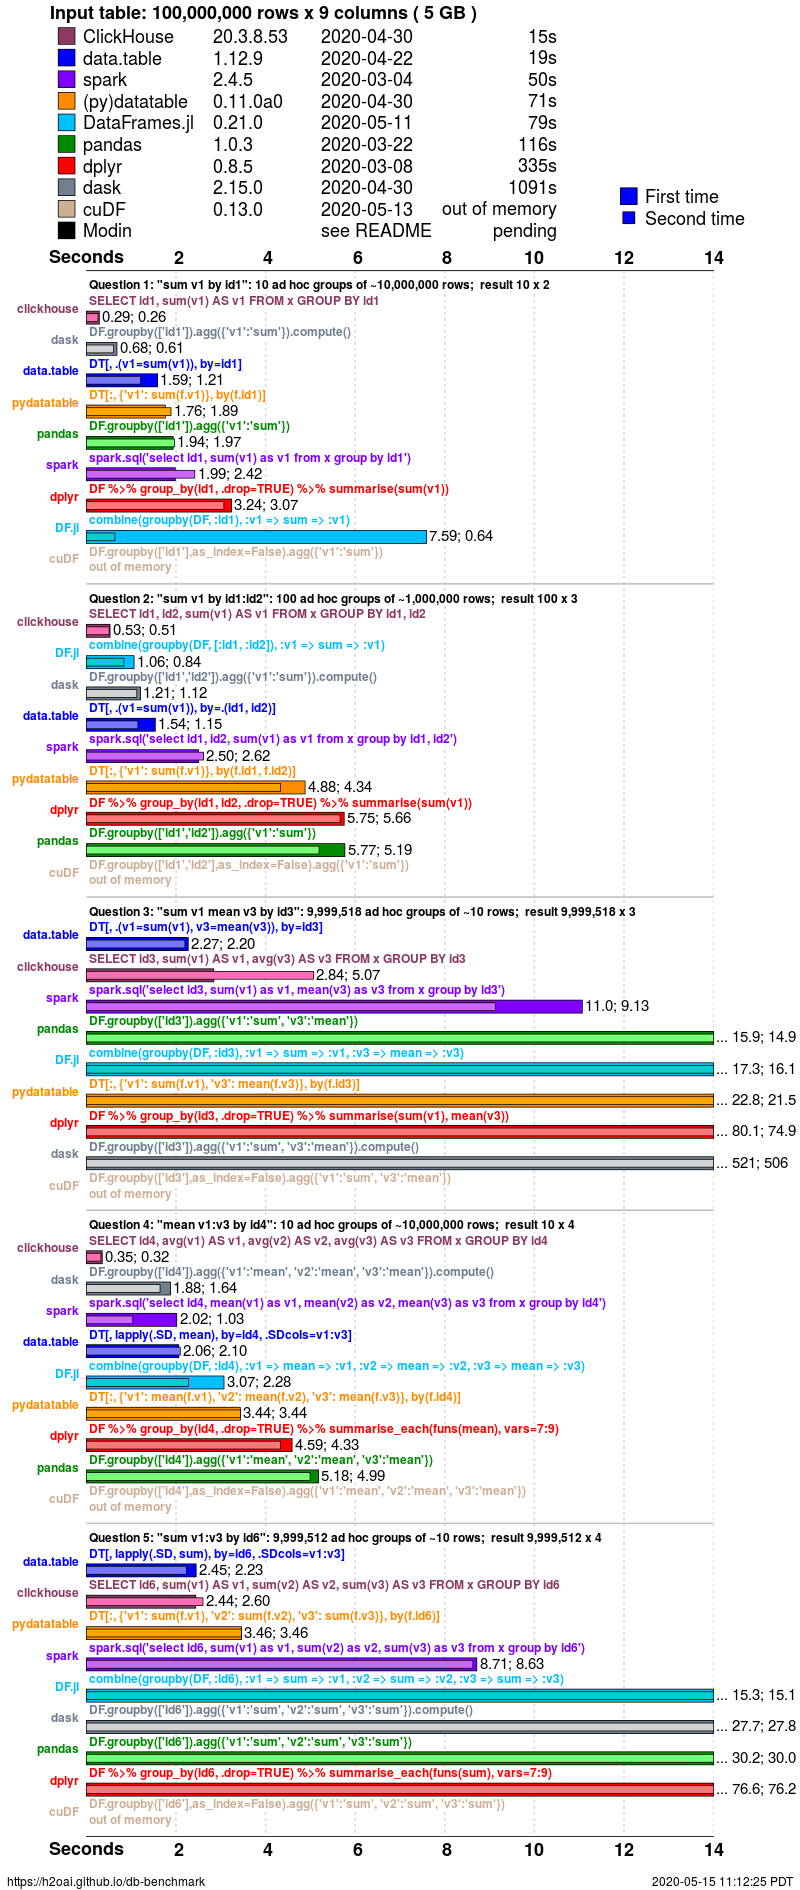 Input table: 100,000,000 rows x 9 columns ( 5 GB )
ClickHouse 20.3.8.53 2020-04-30 15s
data.table 1.12.9 2020-04-22 19s
spark 2.4.5 2020-03-04 50s
(py)datatable 0.11.0a0 2020-04-30 71s
DataFrames.jl 0.21.0 2020-05-11 79s
pandas 1.0.3 2020-03-22 116s
dplyr 0.8.5 2020-03-08 335s
dask 2.15.0 2020-04-30 1091s
cuDF 0.13.0 2020-05-13 out of memory
Modin see README pending
First time
Second time
Seconds 2 4 6 8 10 12 14
Question 1: "sum v1 by id1": 10 ad hoc groups of ~10,000,000 rows; result 10 x 2
SELECT id1, sum(v1) AS v1 FROM x GROUP BY id1
clickhouse 0.29; 0.26
DF.groupby(['id1']).agg({'v1':'sum'}).compute()
dask 0.68; 0.61
DT[, .(v1=sum(v1)), by=id1]
data.table 1.59; 1.21
DT[:, {'v1': sum(f.v1)}, by(f.id1)]
pydatatable 1.76; 1.89
DF.groupby(['id1']).agg({'v1':'sum'})
pandas 1.94; 1.97
spark.sql('select id1, sum(v1) as v1 from x group by id1')
spark 1.99; 2.42
DF %>% group_by(id1, .drop=TRUE) %>% summarise(sum(v1))
dplyr 3.24; 3.07
combine(groupby(DF, :id1), :v1 => sum => :v1)
DF.jl 7.59; 0.64
DF.groupby(['id1'],as_index=False).agg({'v1':'sum'})
cuDF out of memory
Question 2: "sum v1 by id1:id2": 100 ad hoc groups of ~1,000,000 rows; result 100 x 3
SELECT id1, id2, sum(v1) AS v1 FROM x GROUP BY id1, id2
clickhouse 0.53; 0.51
combine(groupby(DF, [:id1, :id2]), :v1 => sum => :v1)
DF.jl 1.06; 0.84
DF.groupby(['id1','id2']).agg({'v1':'sum'}).compute()
dask 1.21; 1.12
DT[, .(v1=sum(v1)), by=.(id1, id2)]
data.table 1.54; 1.15
spark.sql('select id1, id2, sum(v1) as v1 from x group by id1, id2')
spark 2.50; 2.62
DT[:, {'v1': sum(f.v1)}, by(f.id1, f.id2)]
pydatatable 4.88; 4.34
DF %>% group_by(id1, id2, .drop=TRUE) %>% summarise(sum(v1))
dplyr 5.75; 5.66
DF.groupby(['id1','id2']).agg({'v1':'sum'})
pandas 5.77; 5.19
DF.groupby(['id1','id2'],as_index=False).agg({'v1':'sum'})
cuDF out of memory
Question 3: "sum v1 mean v3 by id3": 9,999,518 ad hoc groups of ~10 rows; result 9,999,518 x 3
DT[, .(v1=sum(v1), v3=mean(v3)), by=id3]
data.table 2.27; 2.20
SELECT id3, sum(v1) AS v1, avg(v3) AS v3 FROM x GROUP BY id3
clickhouse 2.84; 5.07
spark.sql('select id3, sum(v1) as v1, mean(v3) as v3 from x group by id3')
spark 11.0; 9.13
DF.groupby(['id3']).agg({'v1':'sum', 'v3':'mean'})
pandas ... 15.9; 14.9
combine(groupby(DF, :id3), :v1 => sum => :v1, :v3 => mean => :v3)
DF.jl ... 17.3; 16.1
DT[:, {'v1': sum(f.v1), 'v3': mean(f.v3)}, by(f.id3)]
pydatatable ... 22.8; 21.5
DF %>% group_by(id3, .drop=TRUE) %>% summarise(sum(v1), mean(v3))
dplyr ... 80.1; 74.9
DF.groupby(['id3']).agg({'v1':'sum', 'v3':'mean'}).compute()
dask ... 521; 506
DF.groupby(['id3'],as_index=False).agg({'v1':'sum', 'v3':'mean'})
cuDF out of memory
Question 4: "mean v1:v3 by id4": 10 ad hoc groups of ~10,000,000 rows; result 10 x 4
SELECT id4, avg(v1) AS v1, avg(v2) AS v2, avg(v3) AS v3 FROM x GROUP BY id4
clickhouse 0.35; 0.32
DF.groupby(['id4']).agg({'v1':'mean', 'v2':'mean', 'v3':'mean'}).compute()
dask 1.88; 1.64
spark.sql('select id4, mean(v1) as v1, mean(v2) as v2, mean(v3) as v3 from x group by id4')
spark 2.02; 1.03
DT[, lapply(.SD, mean), by=id4, .SDcols=v1:v3]
data.table 2.06; 2.10
combine(groupby(DF, :id4), :v1 => mean => :v1, :v2 => mean => :v2, :v3 => mean => :v3)
DF.jl 3.07; 2.28
DT[:, {'v1': mean(f.v1), 'v2': mean(f.v2), 'v3': mean(f.v3)}, by(f.id4)]
pydatatable 3.44; 3.44
DF %>% group_by(id4, .drop=TRUE) %>% summarise_each(funs(mean), vars=7:9)
dplyr 4.59; 4.33
DF.groupby(['id4']).agg({'v1':'mean', 'v2':'mean', 'v3':'mean'})
pandas 5.18; 4.99
DF.groupby(['id4'],as_index=False).agg({'v1':'mean', 'v2':'mean', 'v3':'mean'})
cuDF out of memory
Question 5: "sum v1:v3 by id6": 9,999,512 ad hoc groups of ~10 rows; result 9,999,512 x 4
DT[, lapply(.SD, sum), by=id6, .SDcols=v1:v3]
data.table 2.45; 2.23
SELECT id6, sum(v1) AS v1, sum(v2) AS v2, sum(v3) AS v3 FROM x GROUP BY id6
clickhouse 2.44; 2.60
DT[:, {'v1': sum(f.v1), 'v2': sum(f.v2), 'v3': sum(f.v3)}, by(f.id6)]
pydatatable 3.46; 3.46
spark.sql('select id6, sum(v1) as v1, sum(v2) as v2, sum(v3) as v3 from x group by id6')
spark 8.71; 8.63
combine(groupby(DF, :id6), :v1 => sum => :v1, :v2 => sum => :v2, :v3 => sum => :v3)
DF.jl ... 15.3; 15.1
DF.groupby(['id6']).agg({'v1':'sum', 'v2':'sum', 'v3':'sum'}).compute()
dask ... 27.7; 27.8
DF.groupby(['id6']).agg({'v1':'sum', 'v2':'sum', 'v3':'sum'})
pandas ... 30.2; 30.0
DF %>% group_by(id6, .drop=TRUE) %>% summarise_each(funs(sum), vars=7:9)
dplyr ... 76.6; 76.2
DF.groupby(['id6'],as_index=False).agg({'v1':'sum', 'v2':'sum', 'v3':'sum'})
cuDF out of memory
Seconds 2 4 6 8 10 12 14
https://h2oai.github.io/db-benchmark 2020-05-15 11:12:25 PDT